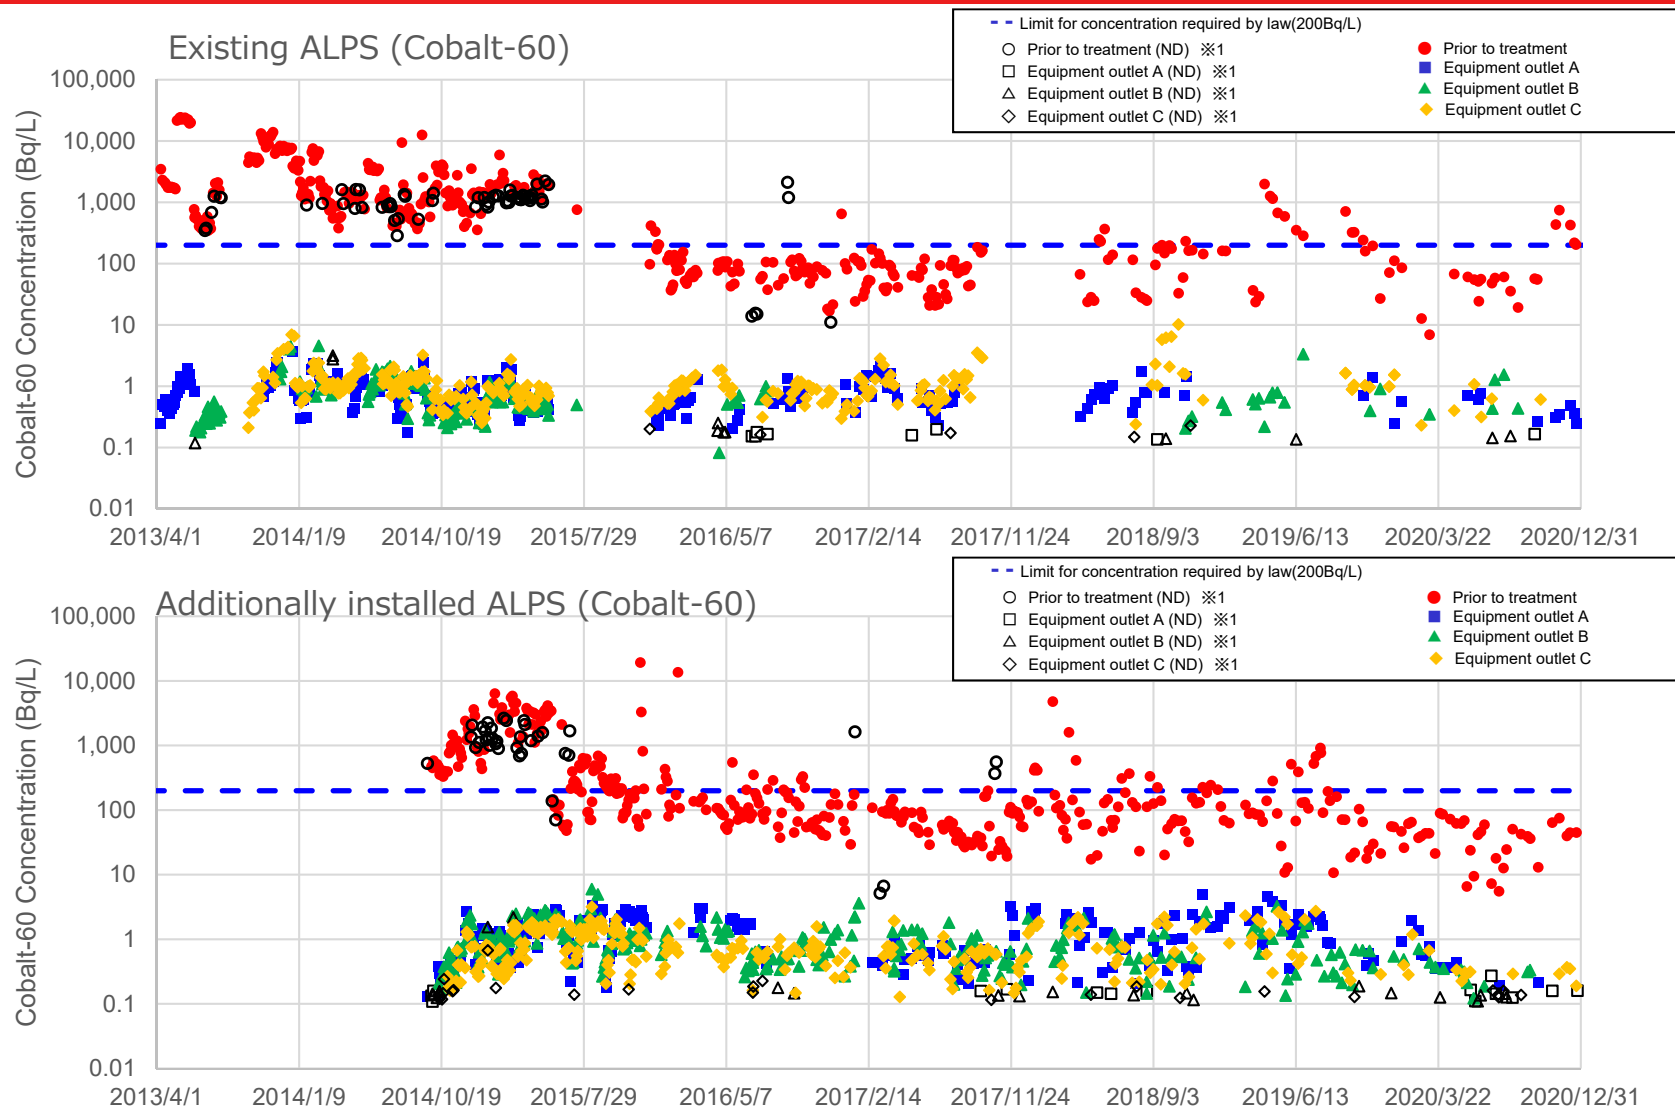 Existing ALPS (Cobalt-60)
Limit for concentration required by law(200Bq/L)
Prior to treatment (ND) ※1
Equipment outlet A (ND) ※1
Equipment outlet B (ND) ※1
Equipment outlet C (ND) ※1
Prior to treatment
Equipment outlet A
Equipment outlet B
Equipment outlet C
Cobalt-60 Concentration (Bq/L)
100,000
10,000
1,000
100
10
1
0.1
0.01
2013/4/1 2014/1/9 2014/10/19 2015/7/29 2016/5/7 2017/2/14 2017/11/24 2018/9/3 2019/6/13 2020/3/22 2020/12/31
Additionally installed ALPS (Cobalt-60)
Limit for concentration required by law(200Bq/L)
Prior to treatment (ND) ※1
Equipment outlet A (ND) ※1
Equipment outlet B (ND) ※1
Equipment outlet C (ND) ※1
Prior to treatment
Equipment outlet A
Equipment outlet B
Equipment outlet C
Cobalt-60 Concentration (Bq/L)
100,000
10,000
1,000
100
10
1
0.1
0.01
2013/4/1 2014/1/9 2014/10/19 2015/7/29 2016/5/7 2017/2/14 2017/11/24 2018/9/3 2019/6/13 2020/3/22 2020/12/31